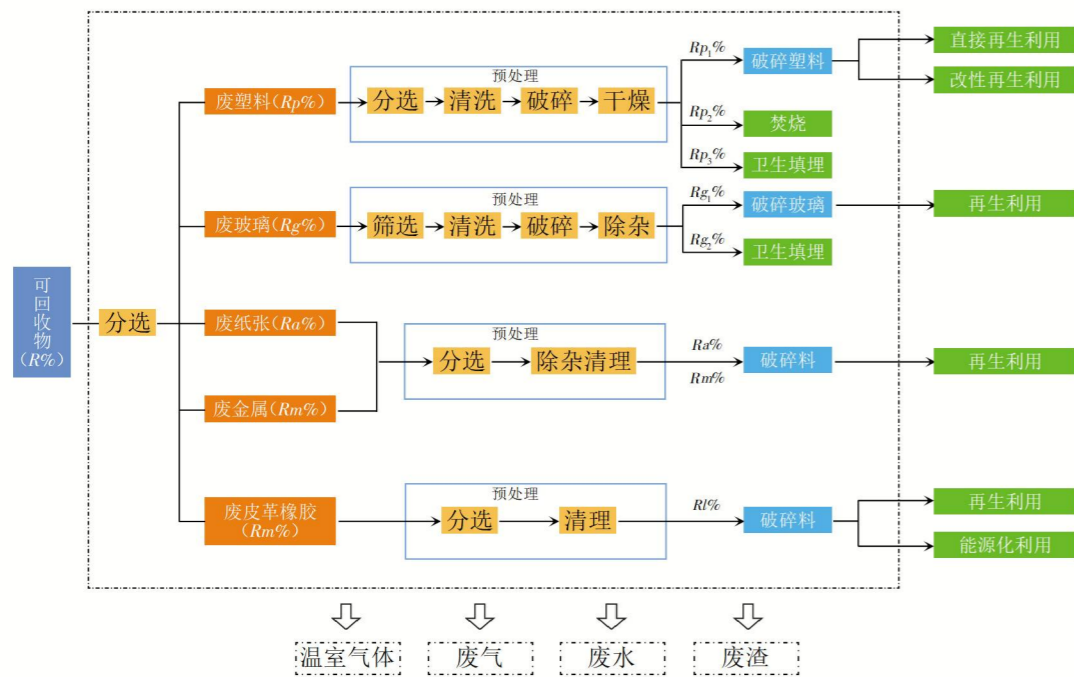 可回收物(R%)
分选
废塑料(Rp%)
预处理
分选
清洗
破碎
干燥
Rp₁%
破碎塑料
直接再生利用
改性再生利用
Rp₂%
焚烧
Rp₃%
卫生填埋
废玻璃(Rg%)
预处理
筛选
清洗
破碎
除杂
Rg₁%
破碎玻璃
再生利用
Rg₂%
卫生填埋
废纸张(Ra%)
废金属(Rm%)
预处理
分选
除杂清理
Ra%
Rm%
破碎料
再生利用
废皮革橡胶
(Rm%)
预处理
分选
清理
Rl%
破碎料
再生利用
能源化利用
温室气体
废气
废水
废渣